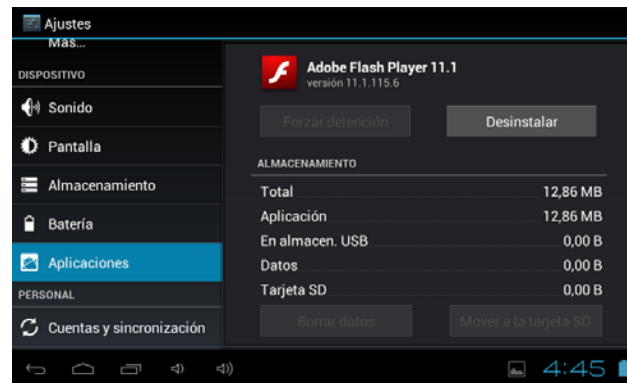 Ajustes
Más...
DISPOSITIVO
Sonido
Pantalla
Almacenamiento
Batería
Aplicaciones
PERSONAL
Cuentas y sincronización
Adobe Flash Player 11.1
versión 11.1.115.6
Forzar detención
Desinstalar
ALMACENAMIENTO
Total 12,86 MB
Aplicación 12,86 MB
En almacen. USB 0,00 B
Datos 0,00 B
Tarjeta SD 0,00 B
Borrar datos
Mover a la tarjeta SD
4:45